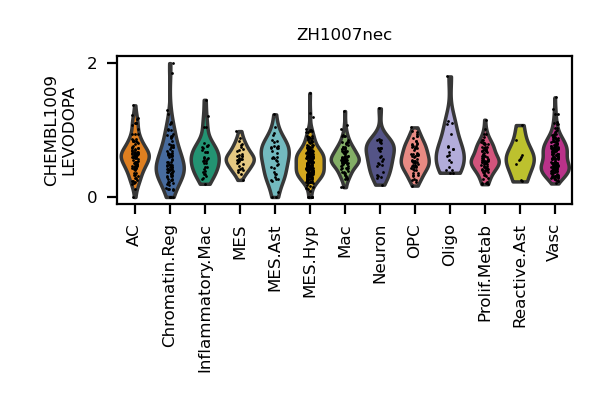 ZH1007nec
CHEMBL1009
LEVODOPA
2
0
AC
Chromatin.Reg
Inflammatory.Mac
MES
MES.Ast
MES.Hyp
Mac
Neuron
OPC
Oligo
Prolif.Metab
Reactive.Ast
Vasc